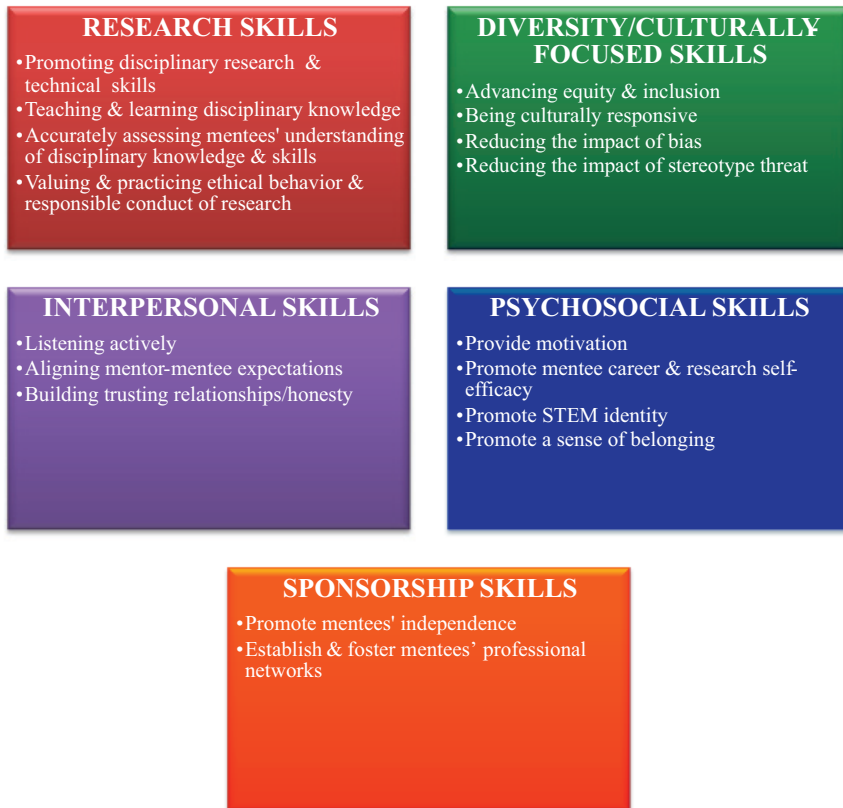 RESEARCH SKILLS
•Promoting disciplinary research &
technical skills
•Teaching & learning disciplinary knowledge
•Accurately assessing mentees' understanding
of disciplinary knowledge & skills
•Valuing & practicing ethical behavior &
responsible conduct of research
DIVERSITY/CULTURALLY-
FOCUSED SKILLS
•Advancing equity & inclusion
•Being culturally responsive
•Reducing the impact of bias
•Reducing the impact of stereotype threat
INTERPERSONAL SKILLS
•Listening actively
•Aligning mentor-mentee expectations
•Building trusting relationships/honesty
PSYCHOSOCIAL SKILLS
•Provide motivation
•Promote mentee career & research self-
efficacy
•Promote STEM identity
•Promote a sense of belonging
SPONSORSHIP SKILLS
•Promote mentees' independence
•Establish & foster mentees’ professional
networks